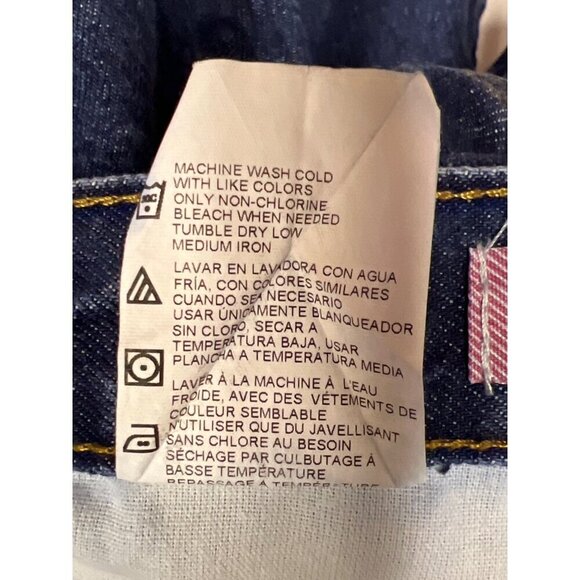 MACHINE WASH COLD
WITH LIKE COLORS
ONLY NON-CHLORINE
BLEACH WHEN NEEDED
TUMBLE DRY LOW
MEDIUM IRON
LAVAR EN LAVADORA CON AGUA
FRÍA, CON COLORES SIMILARES
CUANDO SEA NECESARIO
USAR ÚNICAMENTE BLANQUEADOR
SIN CLORO, SECAR A
TEMPERATURA BAJA, USAR
PLANCHA A TEMPERATURA MEDIA
LAVER À LA MACHINE À L'EAU
FROIDE, AVEC DES VÉTEMENTS DE
COULEUR SEMBLABLE
N'UTILISER QUE DU JAVELLISANT
SANS CHLORE AU BESOIN
SÉCHAGE PAR CULBUTAGE À
BASSE TEMPÉRATURE
REPASSAGE À TEMPÉRATURE